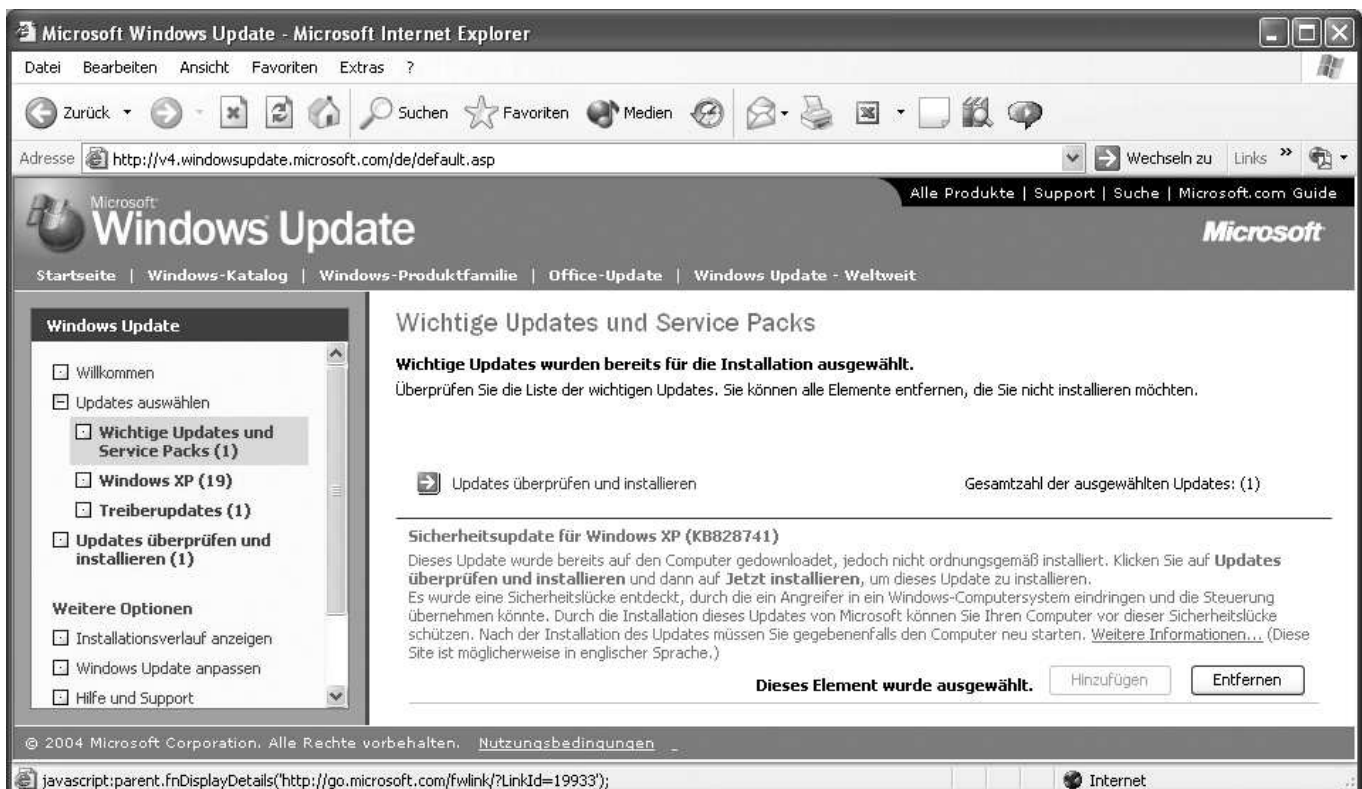 Microsoft Windows Update - Microsoft Internet Explorer
Datei Bearbeiten Ansicht Favoriten Extras ?
Zurück Suchen Favoriten Medien
Adresse http://v4.windowsupdate.microsoft.com/de/default.asp Wechseln zu Links »
Alle Produkte | Support | Suche | Microsoft.com Guide
Microsoft
Windows Update
Microsoft
Startseite | Windows-Katalog | Windows-Produktfamilie | Office-Update | Windows Update - Weltweit
Windows Update
Willkommen
Updates auswählen
Wichtige Updates und
Service Packs (1)
Windows XP (19)
Treiberupdates (1)
Updates überprüfen und
installieren (1)
Weitere Optionen
Installationsverlauf anzeigen
Windows Update anpassen
Hilfe und Support
Wichtige Updates und Service Packs
Wichtige Updates wurden bereits für die Installation ausgewählt.
Überprüfen Sie die Liste der wichtigen Updates. Sie können alle Elemente entfernen, die Sie nicht installieren möchten.
Updates überprüfen und installieren Gesamtzahl der ausgewählten Updates: (1)
Sicherheitsupdate für Windows XP (KB828741)
Dieses Update wurde bereits auf den Computer gedownloadet, jedoch nicht ordnungsgemäß installiert. Klicken Sie auf Updates
überprüfen und installieren und dann auf Jetzt installieren, um dieses Update zu installieren.
Es wurde eine Sicherheitslücke entdeckt, durch die ein Angreifer in ein Windows-Computersystem eindringen und die Steuerung
übernehmen könnte. Durch die Installation dieses Updates von Microsoft können Sie Ihren Computer vor dieser Sicherheitslücke
schützen. Nach der Installation des Updates müssen Sie gegebenenfalls den Computer neu starten. Weitere Informationen... (Diese
Site ist möglicherweise in englischer Sprache.)
Dieses Element wurde ausgewählt. Hinzufügen Entfernen
© 2004 Microsoft Corporation. Alle Rechte vorbehalten. Nutzungsbedingungen
javascript:parent.fnDisplayDetails('http://go.microsoft.com/fwlink/?LinkId=19933'); Internet